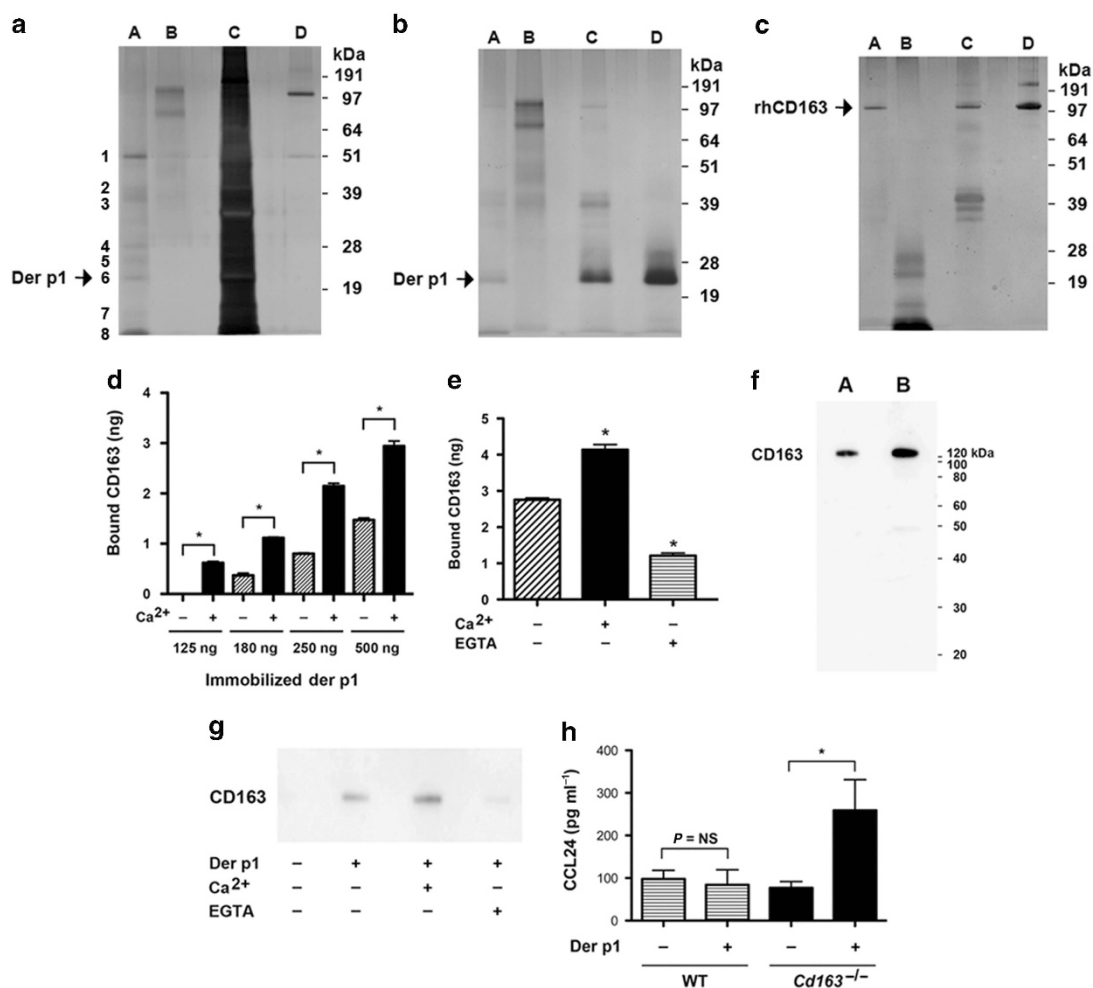 a
A B C D
kDa
191
97
64
51
39
28
19
1
2
3
4
5
6
7
8
Der p1
b
A B C D
kDa
191
97
64
51
39
28
19
Der p1
c
A B C D
kDa
191
97
64
51
39
28
19
rhCD163
d
Bound CD163 (ng)
4
3
2
1
0
* * * *
Ca2+ – + – + – + – +
125 ng 180 ng 250 ng 500 ng
Immobilized der p1
e
Bound CD163 (ng)
5
4
3
2
1
0
* *
Ca2+ – + –
EGTA – – +
f
A B
CD163
120 kDa
100
80
60
50
40
30
20
g
CD163
Der p1 – + + +
Ca2+ – – + –
EGTA – – – +
h
CCL24 (pg ml–1)
400
300
200
100
0
P = NS
*
Der p1 – + – +
WT Cd163–/–